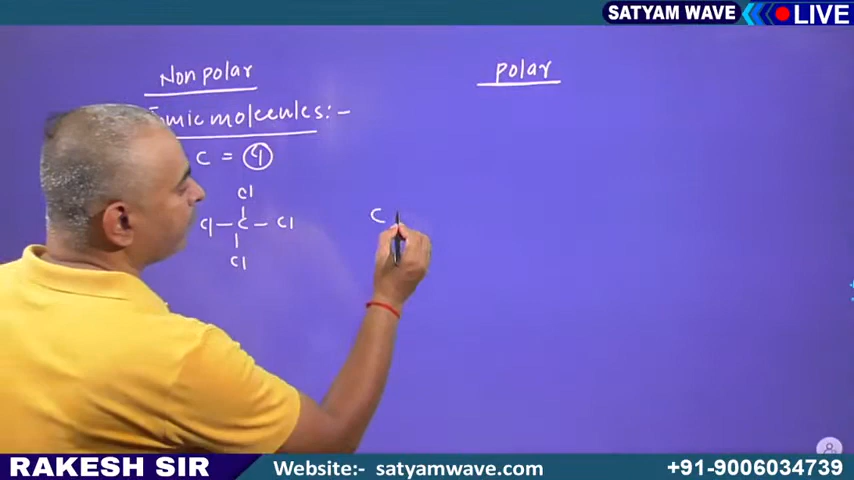 SATYAM WAVE LIVE
Non polar
polar
molecules:-
C = 4
Cl
Cl-C-Cl
Cl
C
RAKESH SIR
Website:- satyamwave.com
+91-9006034739